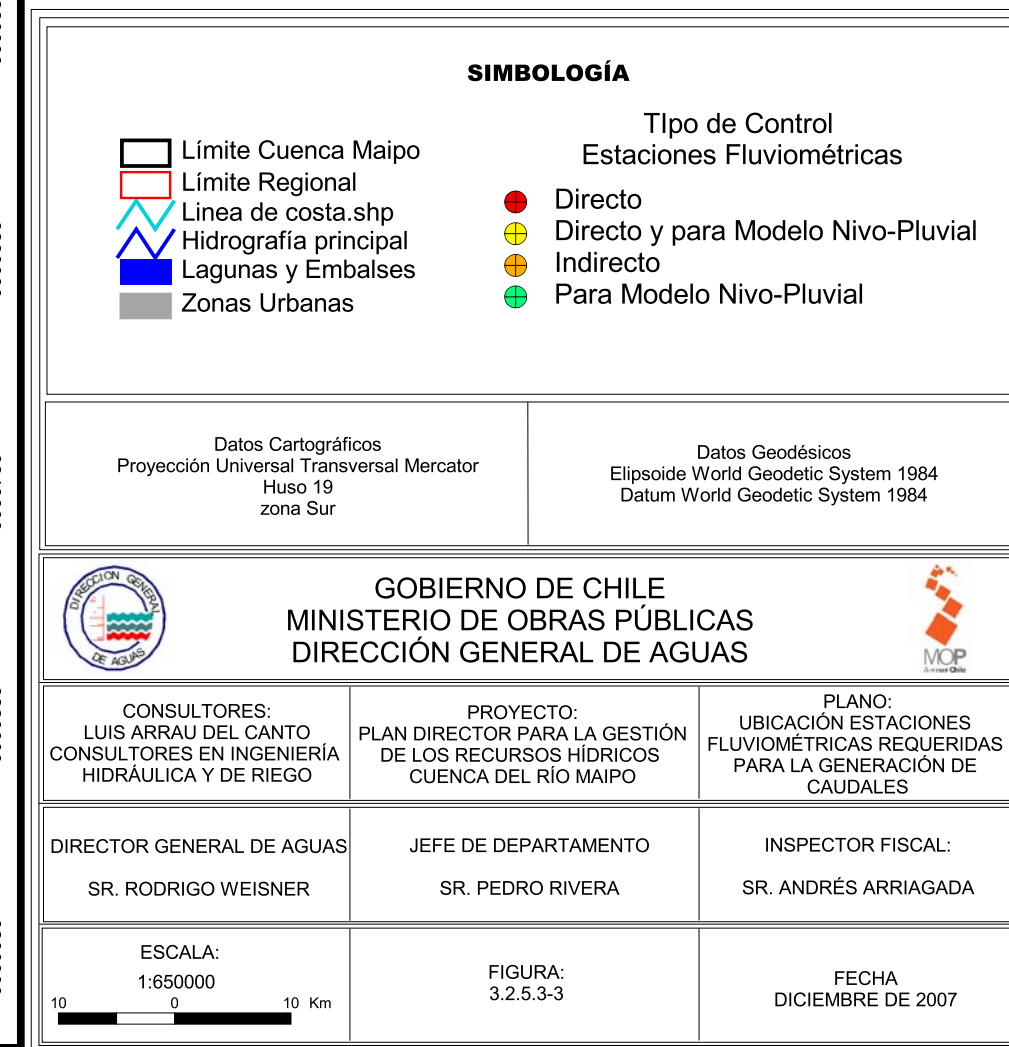 SIMBOLOGÍA
Límite Cuenca Maipo
Límite Regional
Linea de costa.shp
Hidrografía principal
Lagunas y Embalses
Zonas Urbanas
TIpo de Control
Estaciones Fluviométricas
Directo
Directo y para Modelo Nivo-Pluvial
Indirecto
Para Modelo Nivo-Pluvial
Datos Cartográficos
Proyección Universal Transversal Mercator
Huso 19
zona Sur
Datos Geodésicos
Elipsoide World Geodetic System 1984
Datum World Geodetic System 1984
DIRECCION GENERAL
DE AGUAS
GOBIERNO DE CHILE
MINISTERIO DE OBRAS PÚBLICAS
DIRECCIÓN GENERAL DE AGUAS
MOP
CONSULTORES:
LUIS ARRAU DEL CANTO
CONSULTORES EN INGENIERÍA
HIDRÁULICA Y DE RIEGO
PROYECTO:
PLAN DIRECTOR PARA LA GESTIÓN
DE LOS RECURSOS HÍDRICOS
CUENCA DEL RÍO MAIPO
PLANO:
UBICACIÓN ESTACIONES
FLUVIOMÉTRICAS REQUERIDAS
PARA LA GENERACIÓN DE
CAUDALES
DIRECTOR GENERAL DE AGUAS
SR. RODRIGO WEISNER
JEFE DE DEPARTAMENTO
SR. PEDRO RIVERA
INSPECTOR FISCAL:
SR. ANDRÉS ARRIAGADA
ESCALA:
1:650000
10 0 10 Km
FIGURA:
3.2.5.3-3
FECHA
DICIEMBRE DE 2007